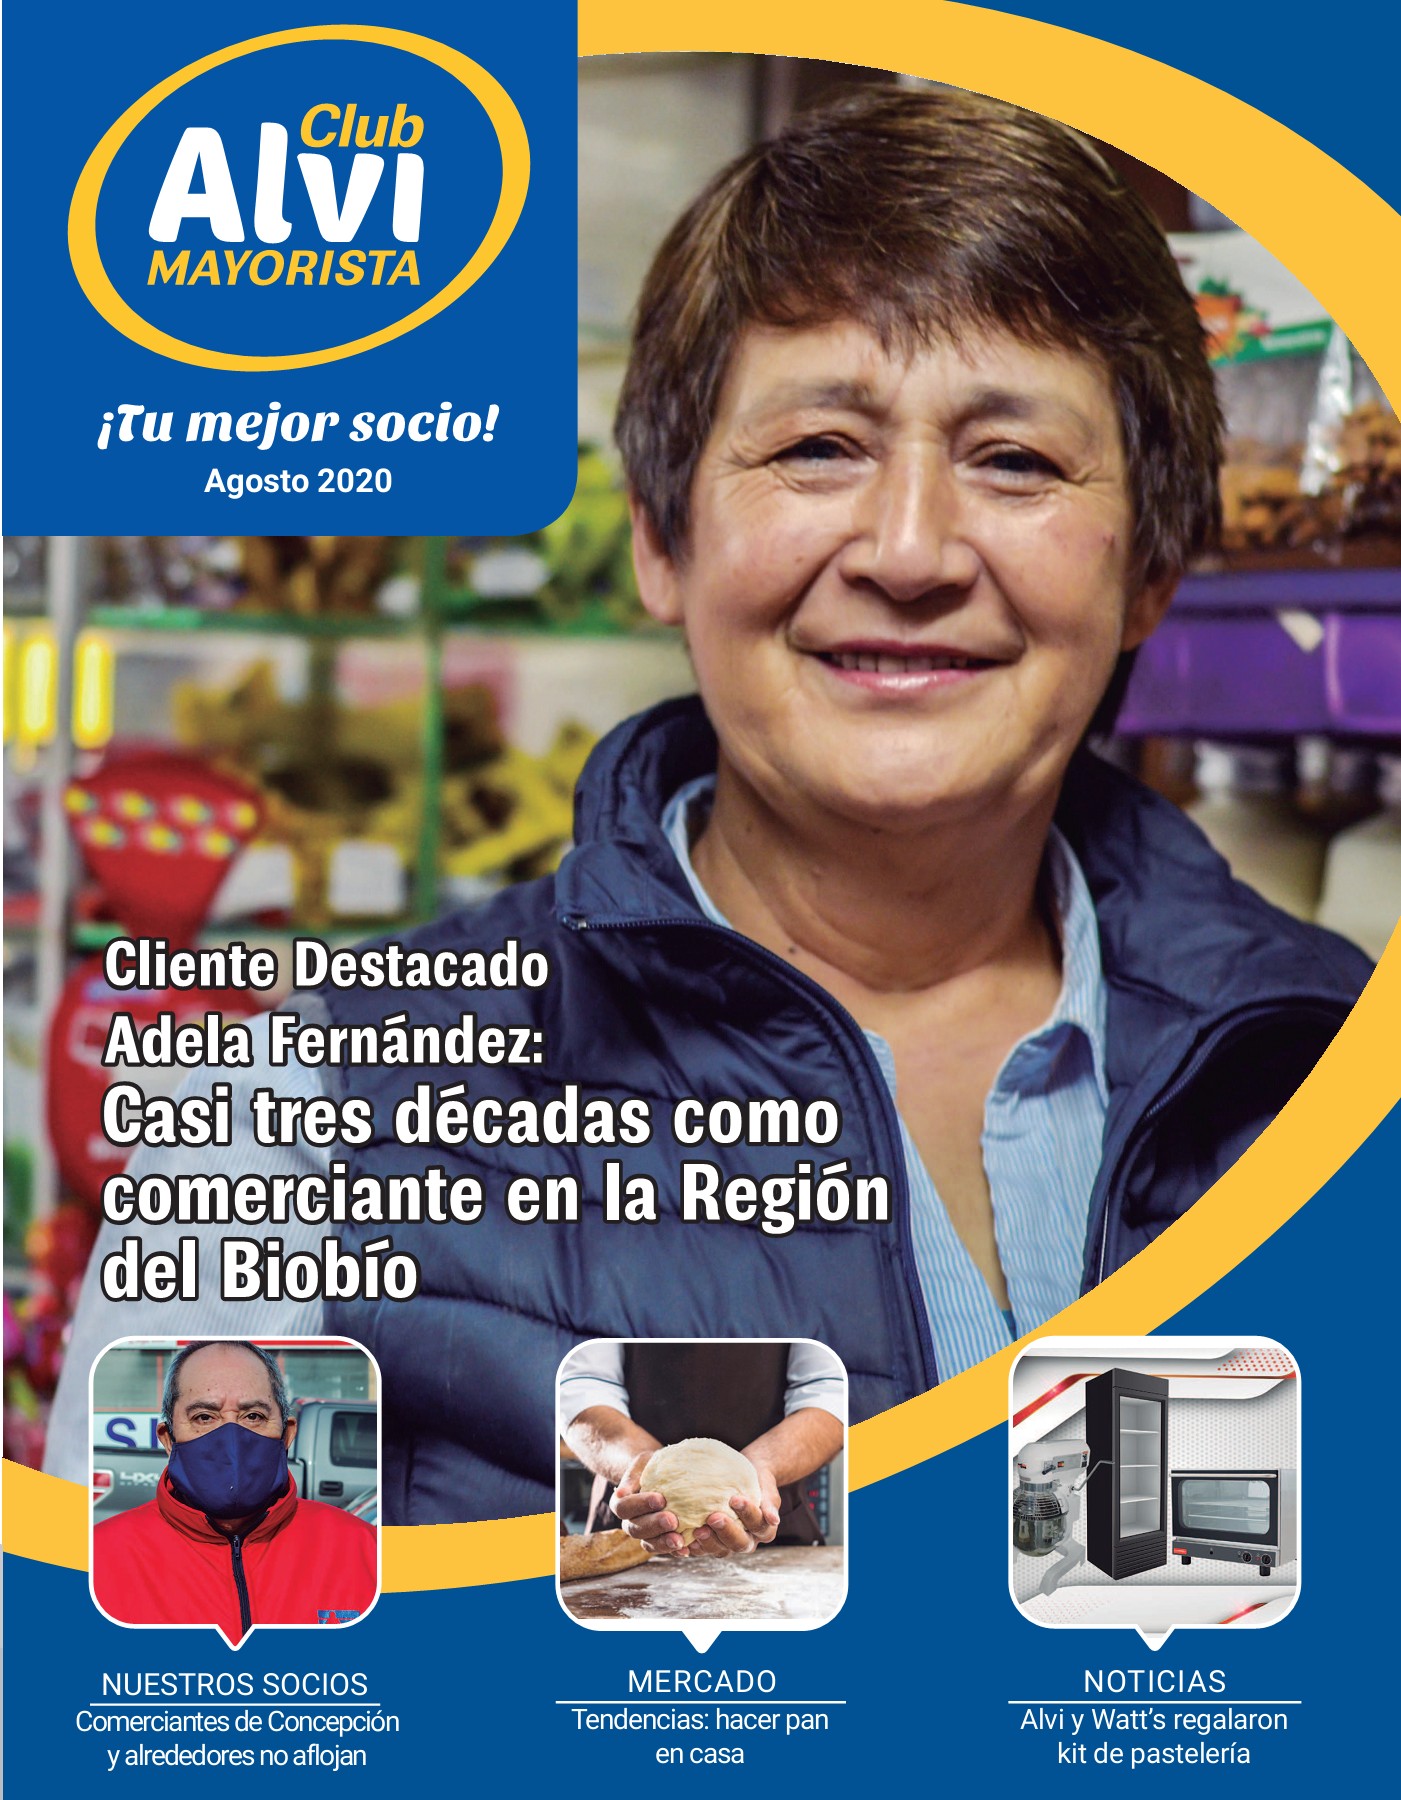 Club
Alvi
MAYORISTA
¡Tu mejor socio!
Agosto 2020
Cliente Destacado
Adela Fernández:
Casi tres décadas como
comerciante en la Región
del Biobío
NUESTROS SOCIOS
Comerciantes de Concepción
y alrededores no aflojan
MERCADO
Tendencias: hacer pan
en casa
NOTICIAS
Alvi y Watt's regalaron
kit de pastelería